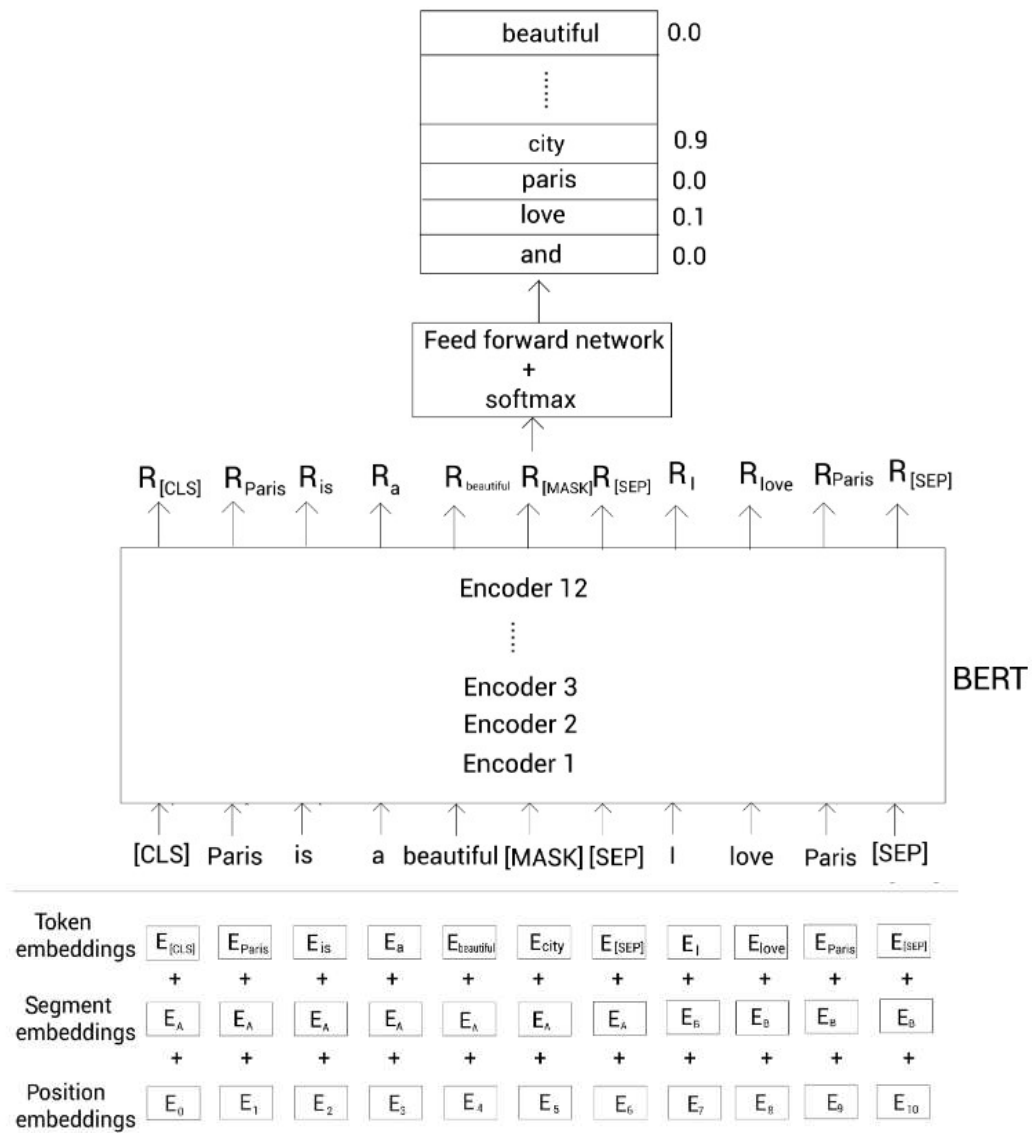 beautiful 0.0
city 0.9
paris 0.0
love 0.1
and 0.0
Feed forward network
+
softmax
R[CLS] RParis Ris Ra Rbeautiful R[MASK] R[SEP] RI Rlove RParis R[SEP]
Encoder 12
Encoder 3
BERT
Encoder 2
Encoder 1
[CLS] Paris is a beautiful [MASK] [SEP] I love Paris [SEP]
Token
embeddings
E[CLS] EParis Eis Ea Ebeautiful Ecity E[SEP] EI Elove EParis E[SEP]
+ + + + + + + + + + +
Segment
embeddings
EA EA EA EA EA EA EA EB EB EB EB
+ + + + + + + + + + +
Position
embeddings
E0 E1 E2 E3 E4 E5 E6 E7 E8 E9 E10